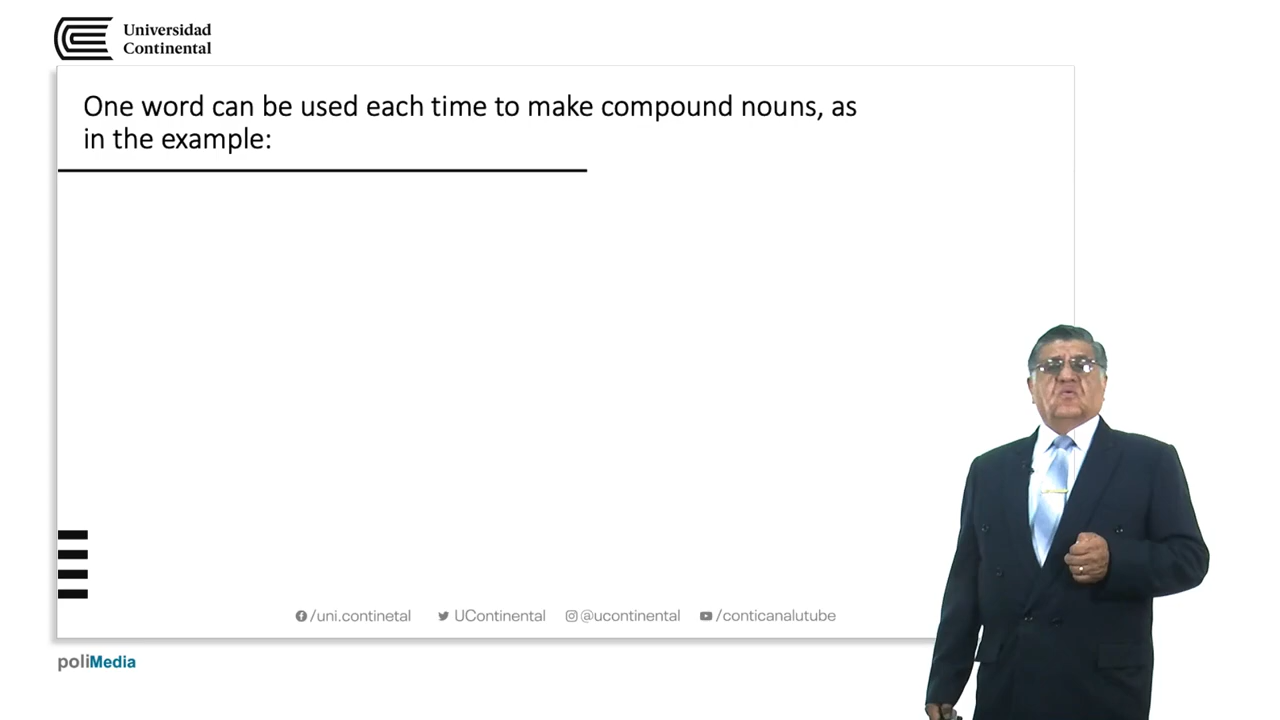 Universidad
Continental
One word can be used each time to make compound nouns, as
in the example:
/uni.continetal UContinental @ucontinental /conticanalutube
poliMedia